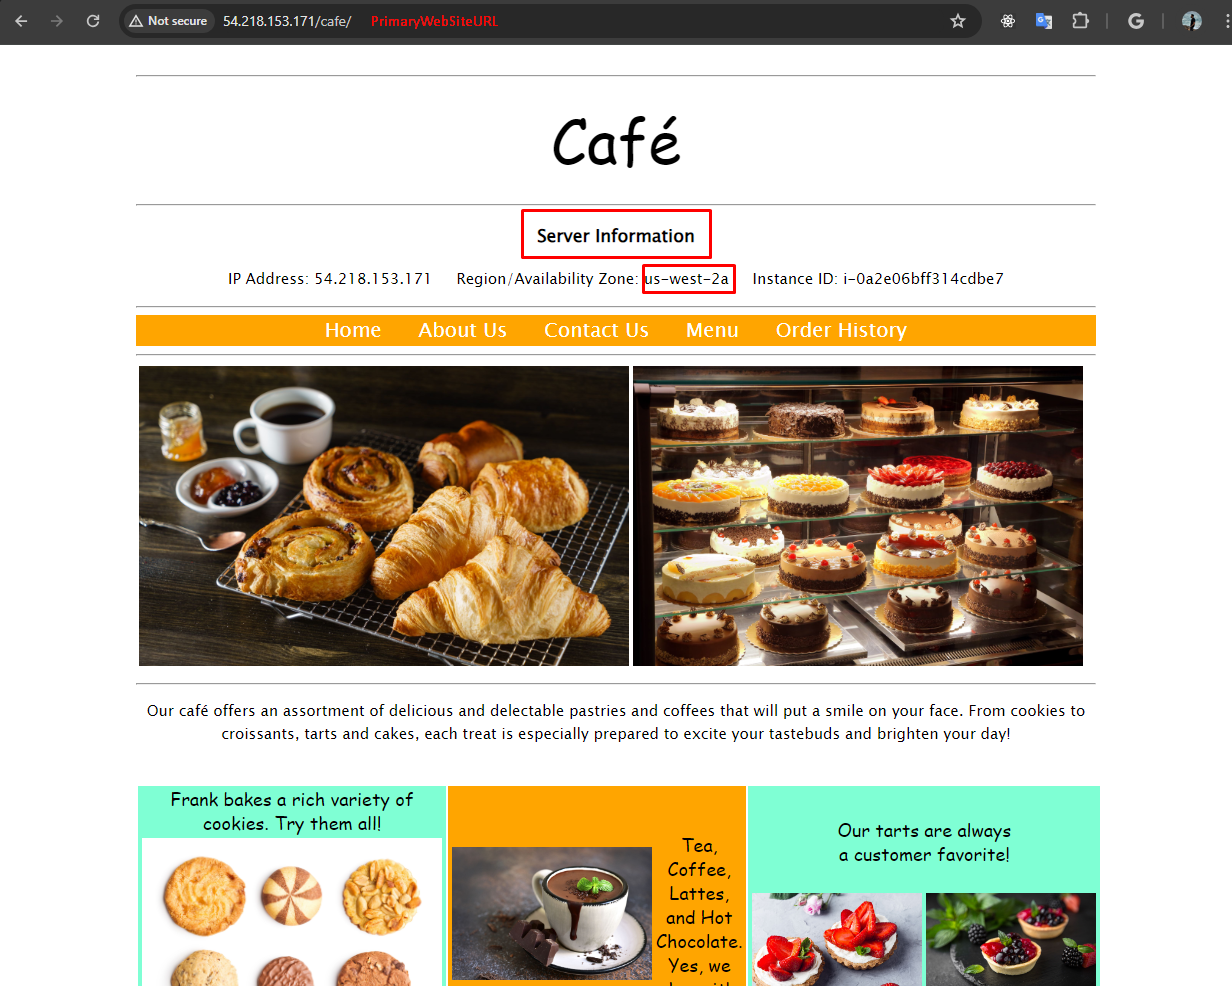 Not secure 54.218.153.171/cafe/ PrimaryWebSiteURL
Café
Server Information
IP Address: 54.218.153.171 Region/Availability Zone: us-west-2a Instance ID: i-0a2e06bff314cdbe7
Home About Us Contact Us Menu Order History
Our café offers an assortment of delicious and delectable pastries and coffees that will put a smile on your face. From cookies to
croissants, tarts and cakes, each treat is especially prepared to excite your tastebuds and brighten your day!
Frank bakes a rich variety of
cookies. Try them all!
Tea,
Coffee,
Lattes,
and Hot
Chocolate.
Yes, we
Our tarts are always
a customer favorite!